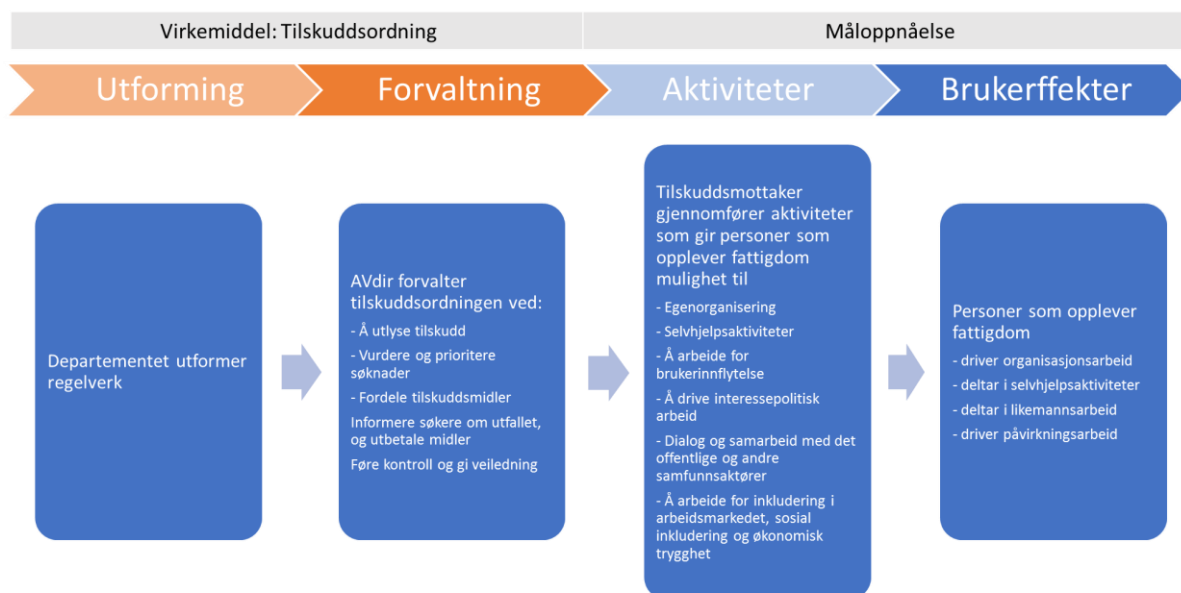 Virkemiddel: Tilskuddsordning
Måloppnåelse
Utforming
Forvaltning
Aktiviteter
Brukerffekter
Departementet utformer
regelverk
AVdir forvalter
tilskuddsordningen ved:
- Å utlyse tilskudd
- Vurdere og prioritere
søknader
- Fordele tilskuddsmidler
Informere søkere om utfallet,
og utbetale midler
Føre kontroll og gi veiledning
Tilskuddsmottaker
gjennomfører aktiviteter
som gir personer som
opplever fattigdom
mulighet til
- Egenorganisering
- Selvhjelpsaktiviteter
- Å arbeide for
brukerinnflytelse
- Å drive interessepolitisk
arbeid
- Dialog og samarbeid med det
offentlige og andre
samfunnsaktører
- Å arbeide for inkludering i
arbeidsmarkedet, sosial
inkludering og økonomisk
trygghet
Personer som opplever
fattigdom
- driver organisasjonsarbeid
- deltar i selvhjelpsaktiviteter
- deltar i likemannsarbeid
- driver påvirkningsarbeid